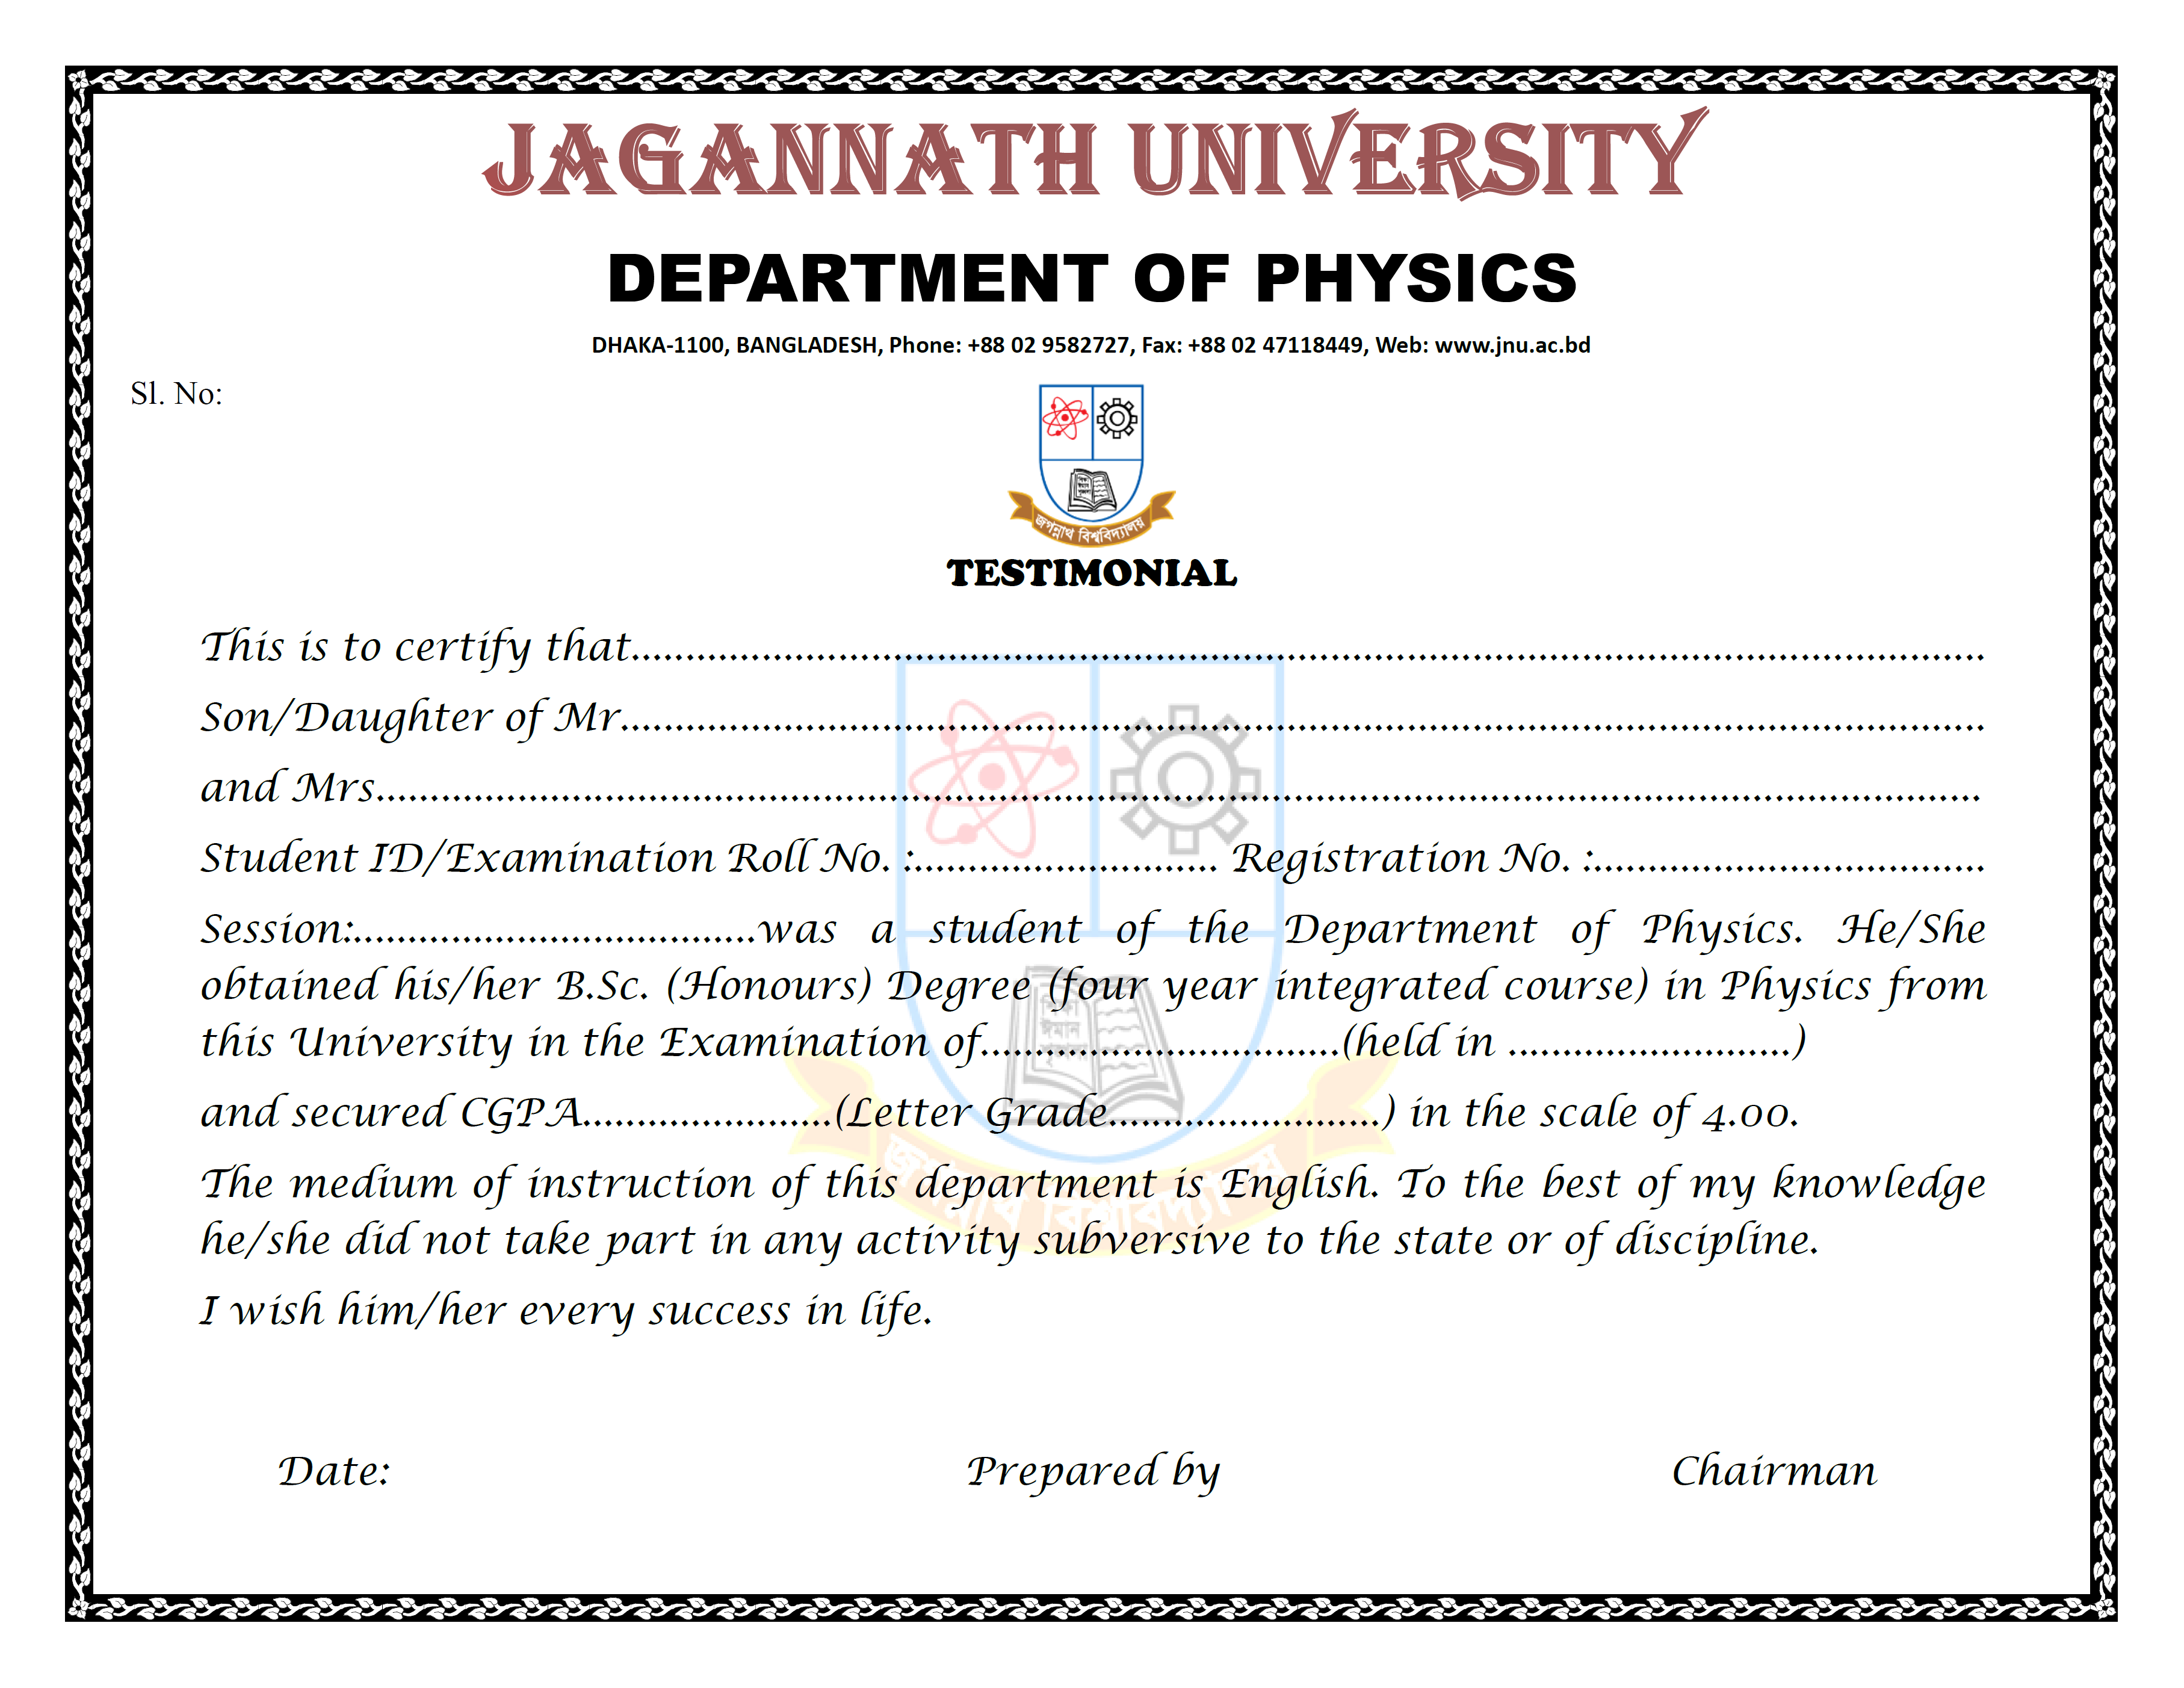 JAGANNATH UNIVERSITY
DEPARTMENT OF PHYSICS
DHAKA-1100, BANGLADESH, Phone: +88 02 9582727, Fax: +88 02 47118449, Web: www.jnu.ac.bd
Sl. No:
জগন্নাথ বিশ্ববিদ্যালয়
TESTIMONIAL
This is to certify that..............................
Son/Daughter of Mr..............................
and Mrs..............................
Student ID/Examination Roll No. :............................ Registration No. :....................................
Session:.....................................was a student of the Department of Physics. He/She
obtained his/her B.Sc. (Honours) Degree (four year integrated course) in Physics from
this University in the Examination of.................................(held in ..........................)
and secured CGPA.......................(Letter Grade.........................) in the scale of 4.00.
The medium of instruction of this department is English. To the best of my knowledge
he/she did not take part in any activity subversive to the state or of discipline.
I wish him/her every success in life.
Date: Prepared by Chairman
শিক্ষা
ঈমান
জগন্নাথ বিশ্ববিদ্যালয়